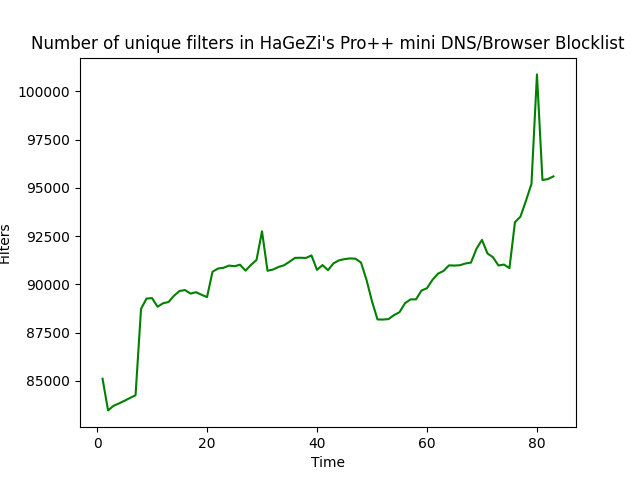 Number of unique filters in HaGeZi's Pro++ mini DNS/Browser Blocklist
100000
97500
95000
92500
90000
87500
85000
Filters
0 20 40 60 80
Time